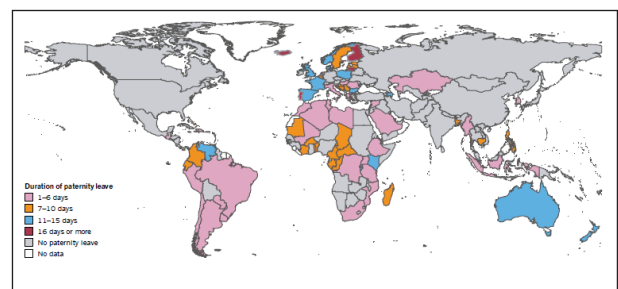 Duration of paternity leave
1–6 days
7–10 days
11–15 days
16 days or more
No paternity leave
No data